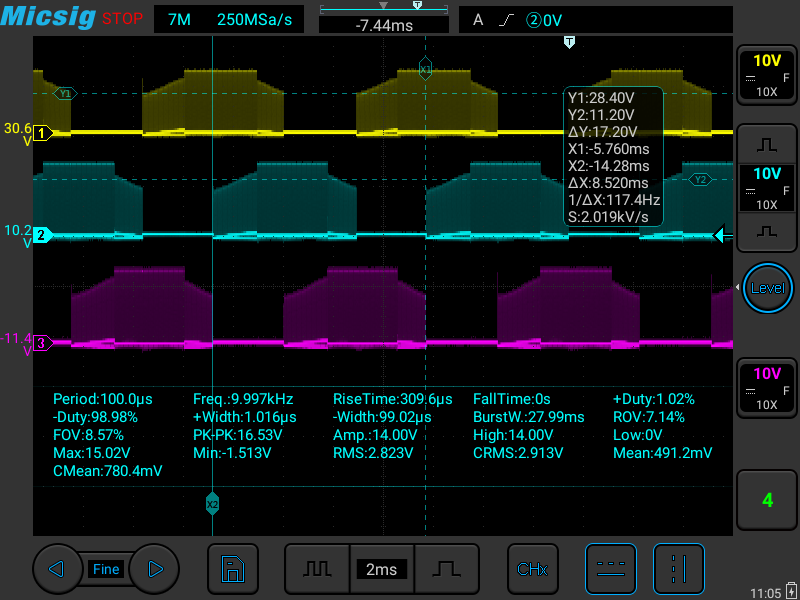 Micsig STOP 7M 250MSa/s T -7.44ms A ②0V
T
10V
F
10X
Y1
X1
30.6 V 1
Y1:28.40V
Y2:11.20V
ΔY:17.20V
X1:-5.760ms
X2:-14.28ms
ΔX:8.520ms
1/ΔX:117.4Hz
S:2.019kV/s
10V
F
10X
Y2
10.2 V 2
Level
-11.4 V 3
10V
F
10X
Period:100.0µs Freq.:9.997kHz RiseTime:309.6µs FallTime:0s +Duty:1.02%
-Duty:98.98% +Width:1.016µs -Width:99.02µs BurstW.:27.99ms ROV:7.14%
FOV:8.57% PK-PK:16.53V Amp.:14.00V High:14.00V Low:0V
Max:15.02V Min:-1.513V RMS:2.823V CRMS:2.913V Mean:491.2mV
CMean:780.4mV
X2
4
Fine 2ms CHx
11:05